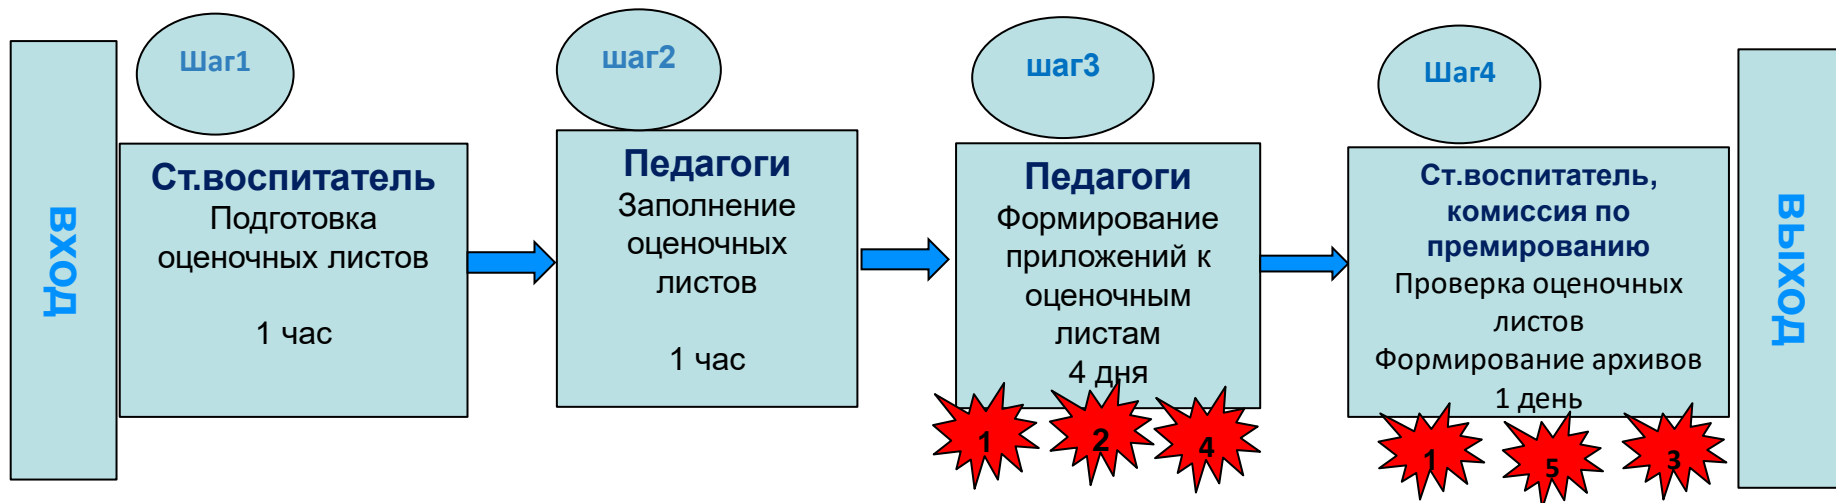 ВХОД
Шаг1
Ст.воспитатель
Подготовка
оценочных листов
1 час
шаг2
Педагоги
Заполнение
оценочных
листов
1 час
шаг3
Педагоги
Формирование
приложений к
оценочным
листам
4 дня
1
2
4
Шаг4
Ст.воспитатель,
комиссия по
премированию
Проверка оценочных
листов
Формирование архивов
1 день
1
5
3
ВЫХОД